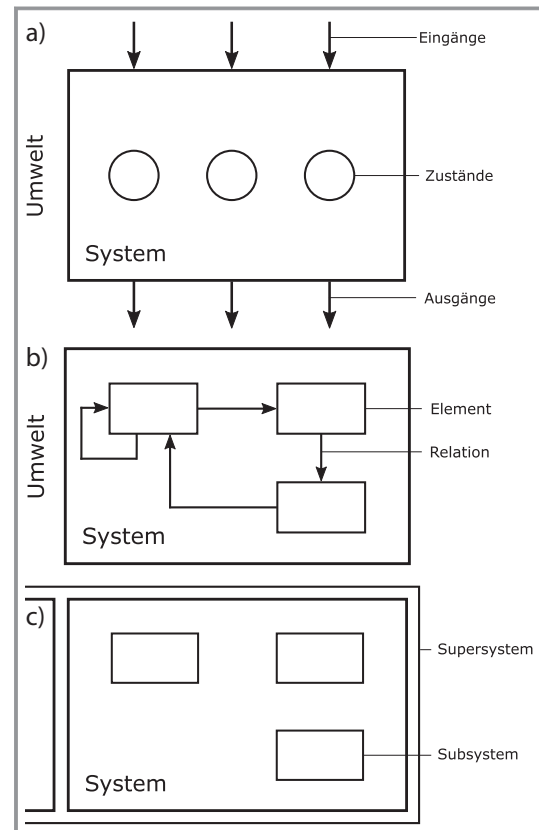 a)
Eingänge
Umwelt
Zustände
System
Ausgänge
b)
Umwelt
Element
Relation
System
c)
Supersystem
Subsystem
System